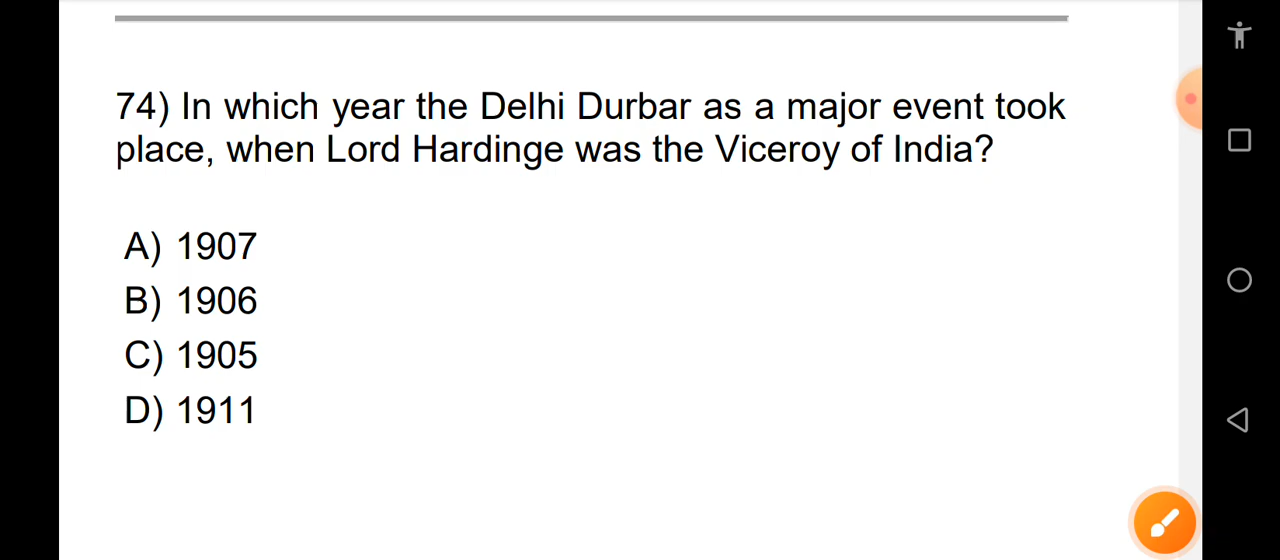 74) In which year the Delhi Durbar as a major event took
place, when Lord Hardinge was the Viceroy of India?
A) 1907
B) 1906
C) 1905
D) 1911